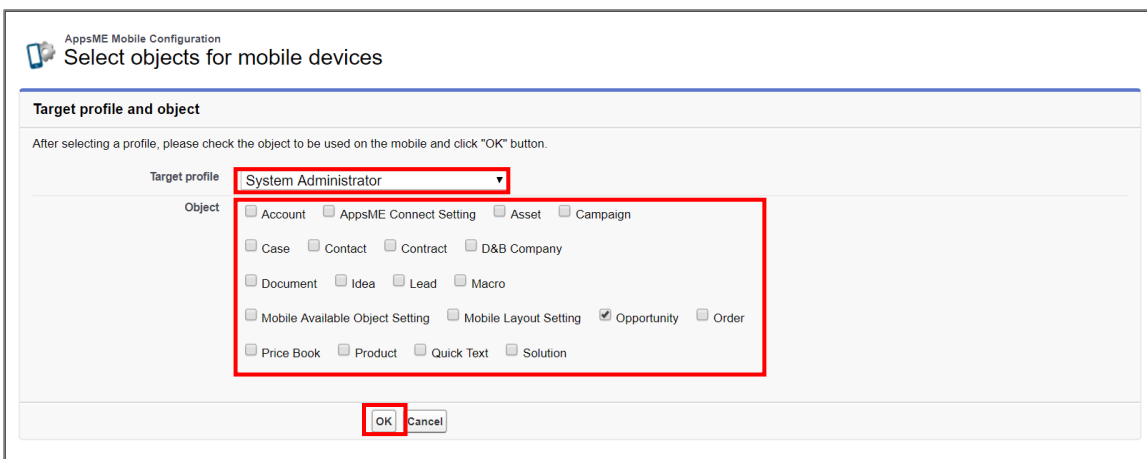 AppsME Mobile Configuration
Select objects for mobile devices
Target profile and object
After selecting a profile, please check the object to be used on the mobile and click "OK" button.
Target profile System Administrator
Object Account AppsME Connect Setting Asset Campaign
Case Contact Contract D&B Company
Document Idea Lead Macro
Mobile Available Object Setting Mobile Layout Setting Opportunity Order
Price Book Product Quick Text Solution
OK Cancel